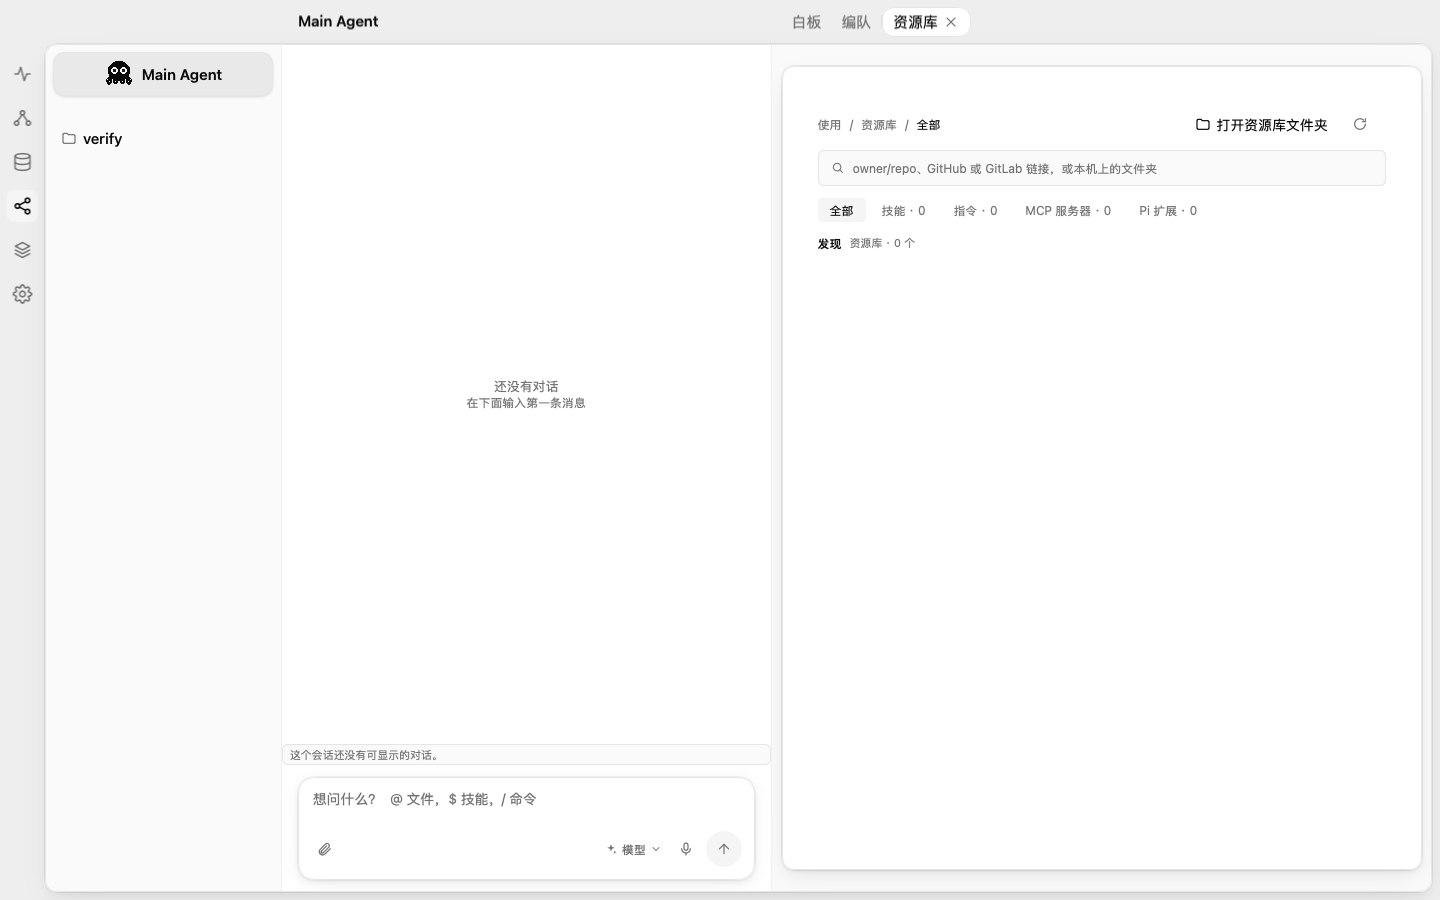 Main Agent
白板
编队
资源库
Main Agent
verify
还没有对话
在下面输入第一条消息
这个会话还没有可显示的对话。
想问什么? @ 文件, $ 技能, / 命令
模型
使用 / 资源库 / 全部
打开资源库文件夹
owner/repo、GitHub 或 GitLab 链接，或本机上的文件夹
全部
技能 · 0
指令 · 0
MCP 服务器 · 0
Pi 扩展 · 0
发现 资源库 · 0 个